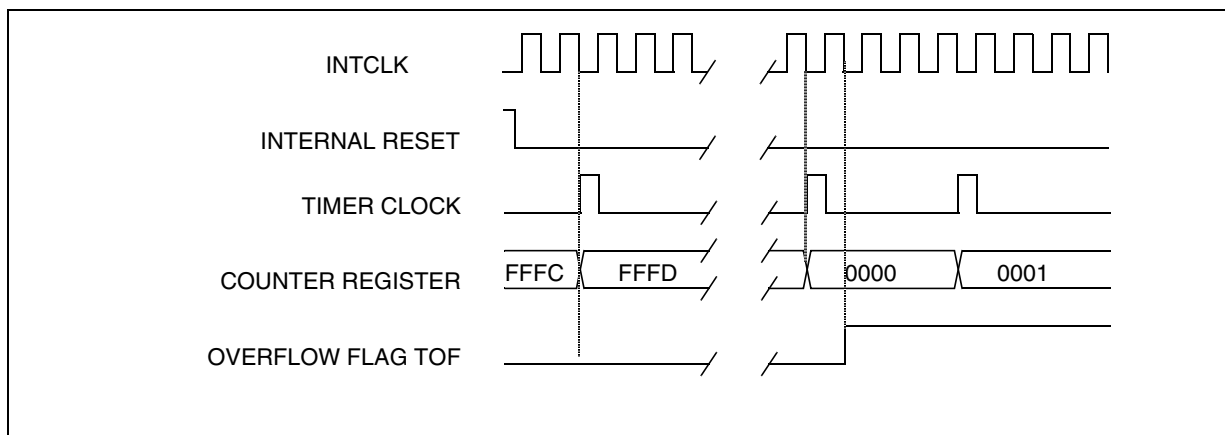 INTCLK
INTERNAL RESET
TIMER CLOCK
COUNTER REGISTER FFFC FFFD 0000 0001
OVERFLOW FLAG TOF